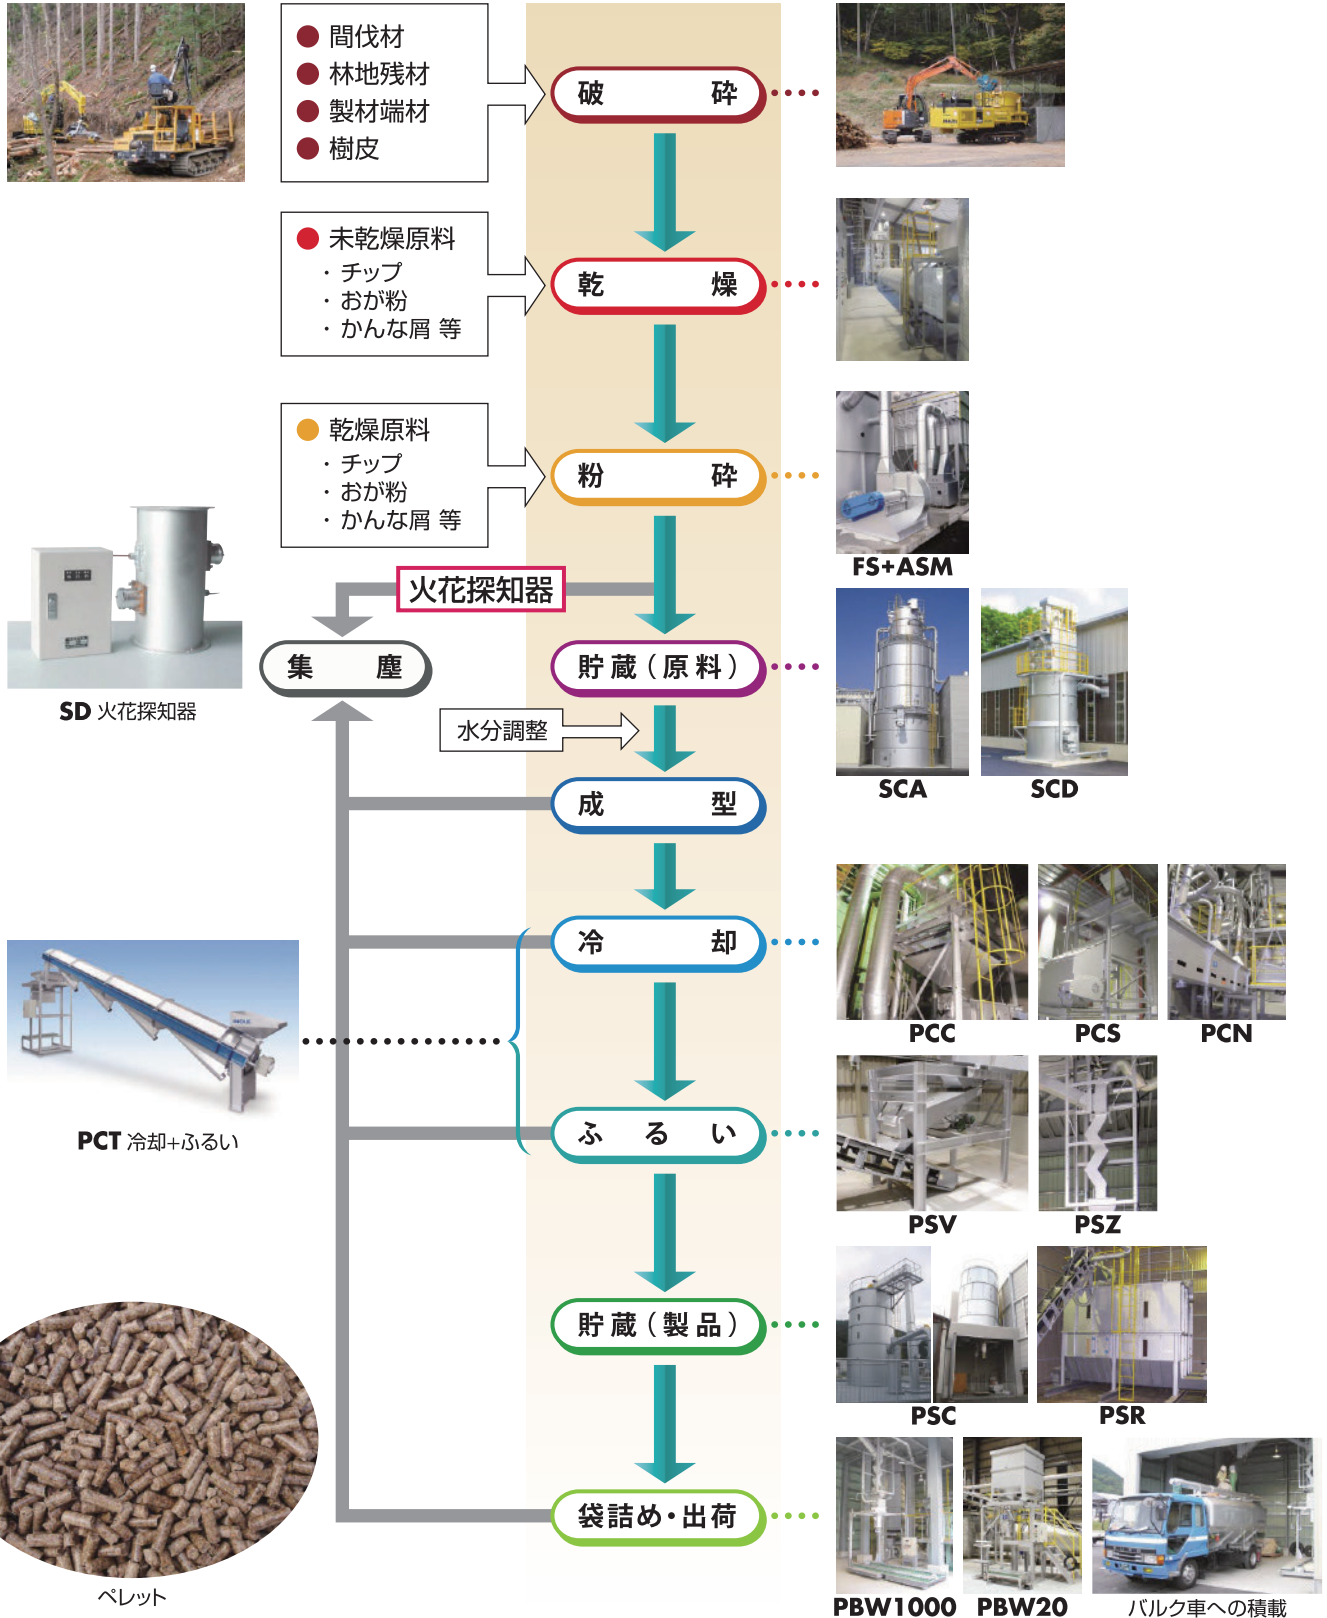 間伐材
林地残材
製材端材
樹皮
破砕
未乾燥原料
・チップ
・おが粉
・かんな屑 等
乾燥
乾燥原料
・チップ
・おが粉
・かんな屑 等
粉砕
FS+ASM
火花探知器
集塵
貯蔵(原料)
SD 火花探知器
水分調整
SCA
SCD
成型
冷却
PCC
PCS
PCN
PCT 冷却+ふるい
ふるい
PSV
PSZ
貯蔵(製品)
PSC
PSR
袋詰め・出荷
ペレット
PBW1000
PBW20
バルク車への積載